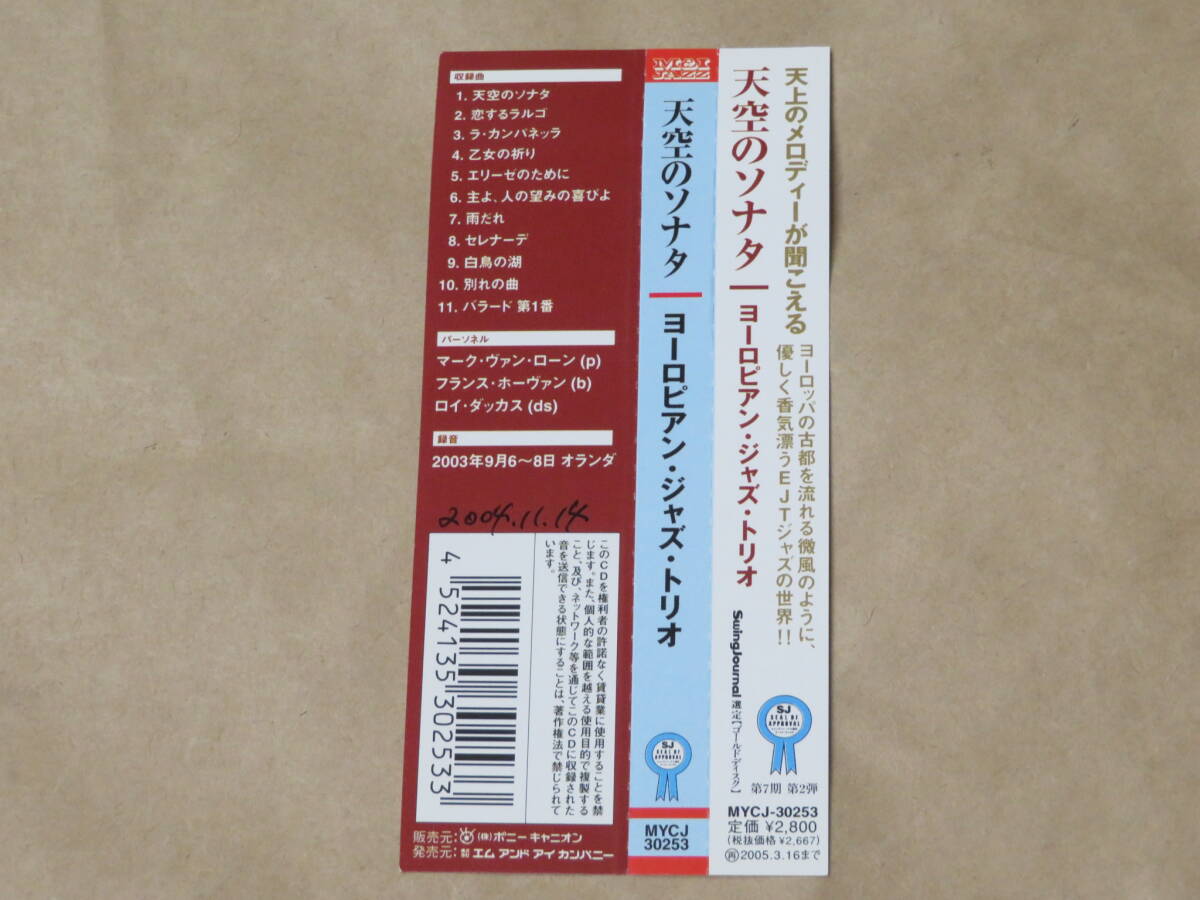 収録曲
1. 天空のソナタ
2. 恋するラルゴ
3. ラ・カンパネッラ
4. 乙女の祈り
5. エリーゼのために
6. 主よ、人の望みの喜びよ
7. 雨だれ
8. セレナーデ
9. 白鳥の湖
10. 別れの曲
11. バラード 第1番
パーソネル
マーク・ヴァン・ローン (p)
フランス・ホーヴァン (b)
ロイ・ダッカス (ds)
録音
2003年9月6〜8日 オランダ
2004.11.14
このCDを権利者の許諾なく賃貸業に使用することを禁
じます。また、個人的な範囲を越える使用目的で複製する
こと、及び、ネットワーク等を通じてこのCDに収録された
音を送信できる状態にすることは、著作権法で禁じられて
います。
4 524135 302533
販売元: (株)ポニーキャニオン
発売元: エム アンド アイ カンパニー
M&I
JAZZ
天空のソナタ
ヨーロピアン・ジャズ・トリオ
SJ
SEAL OF
APPROVAL
MYCJ
30253
天上のメロディーが聞こえる
ヨーロッパの古都を流れる微風のように、
優しく香気漂うEJTジャズの世界!!
天空のソナタ
ヨーロピアン・ジャズ・トリオ
SwingJournal 選定【ゴールドディスク】
SJ
SEAL OF
APPROVAL
第7期 第2弾
MYCJ-30253
定価 ¥2,800
(税抜価格 ¥2,667)
再 2005.3.16まで